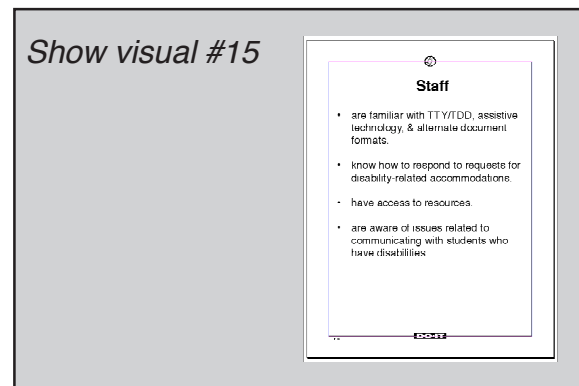 Show visual #15
Staff
• are familiar with TTY/TDD, assistive
technology, & alternate document
formats.
• know how to respond to requests for
disability-related accommodations.
• have access to resources.
• are aware of issues related to
communicating with students who
have disabilities
DO-IT